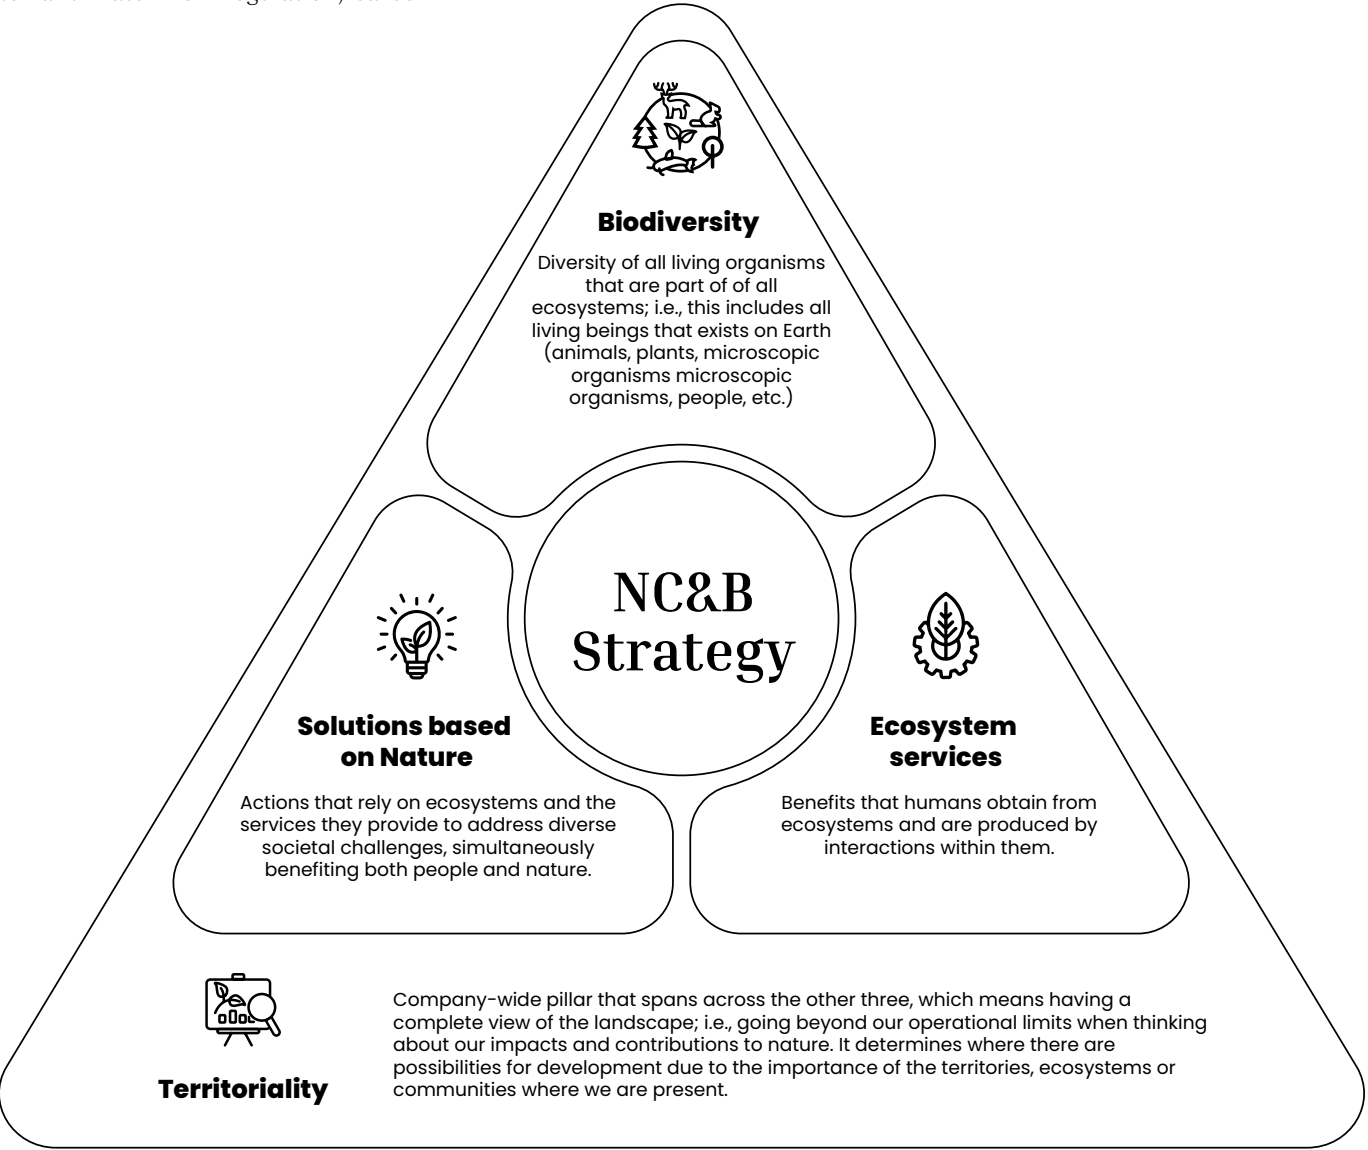 Biodiversity
Diversity of all living organisms
that are part of of all
ecosystems; i.e., this includes all
living beings that exists on Earth
(animals, plants, microscopic
organisms microscopic
organisms, people, etc.)
NC&B
Strategy
Solutions based
on Nature
Actions that rely on ecosystems and the
services they provide to address diverse
societal challenges, simultaneously
benefiting both people and nature.
Ecosystem
services
Benefits that humans obtain from
ecosystems and are produced by
interactions within them.
Territoriality
Company-wide pillar that spans across the other three, which means having a
complete view of the landscape; i.e., going beyond our operational limits when thinking
about our impacts and contributions to nature. It determines where there are
possibilities for development due to the importance of the territories, ecosystems or
communities where we are present.